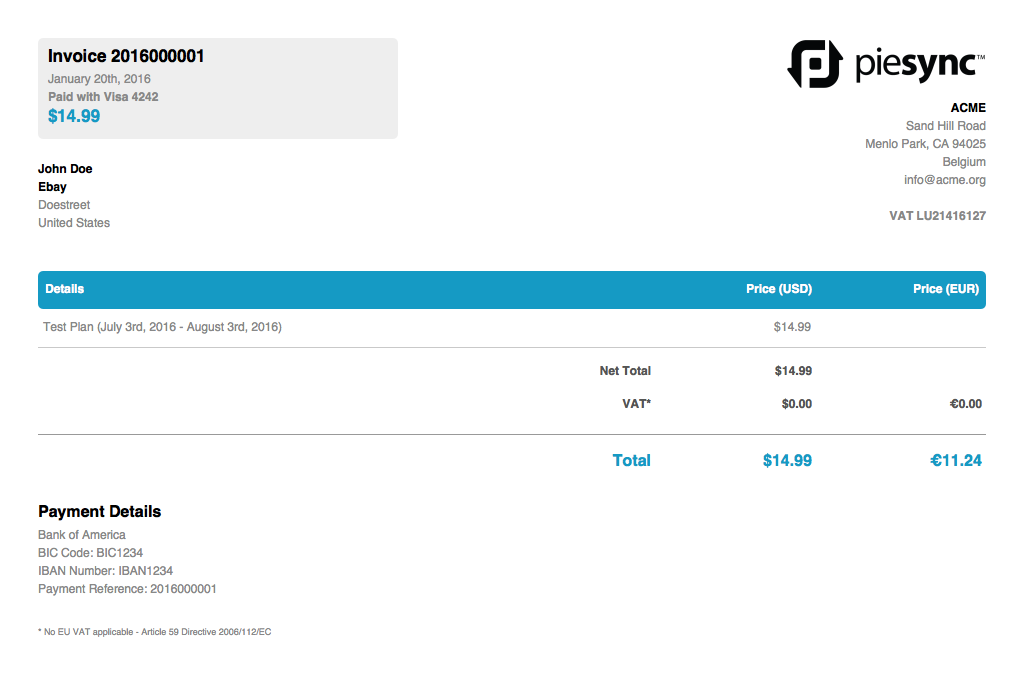 Invoice 2016000001
January 20th, 2016
Paid with Visa 4242
$14.99
piesync™
ACME
Sand Hill Road
Menlo Park, CA 94025
Belgium
info@acme.org
VAT LU21416127
John Doe
Ebay
Doestreet
United States
Details Price (USD) Price (EUR)
Test Plan (July 3rd, 2016 - August 3rd, 2016) $14.99
Net Total $14.99
VAT* $0.00 €0.00
Total $14.99 €11.24
Payment Details
Bank of America
BIC Code: BIC1234
IBAN Number: IBAN1234
Payment Reference: 2016000001
* No EU VAT applicable - Article 59 Directive 2006/112/EC